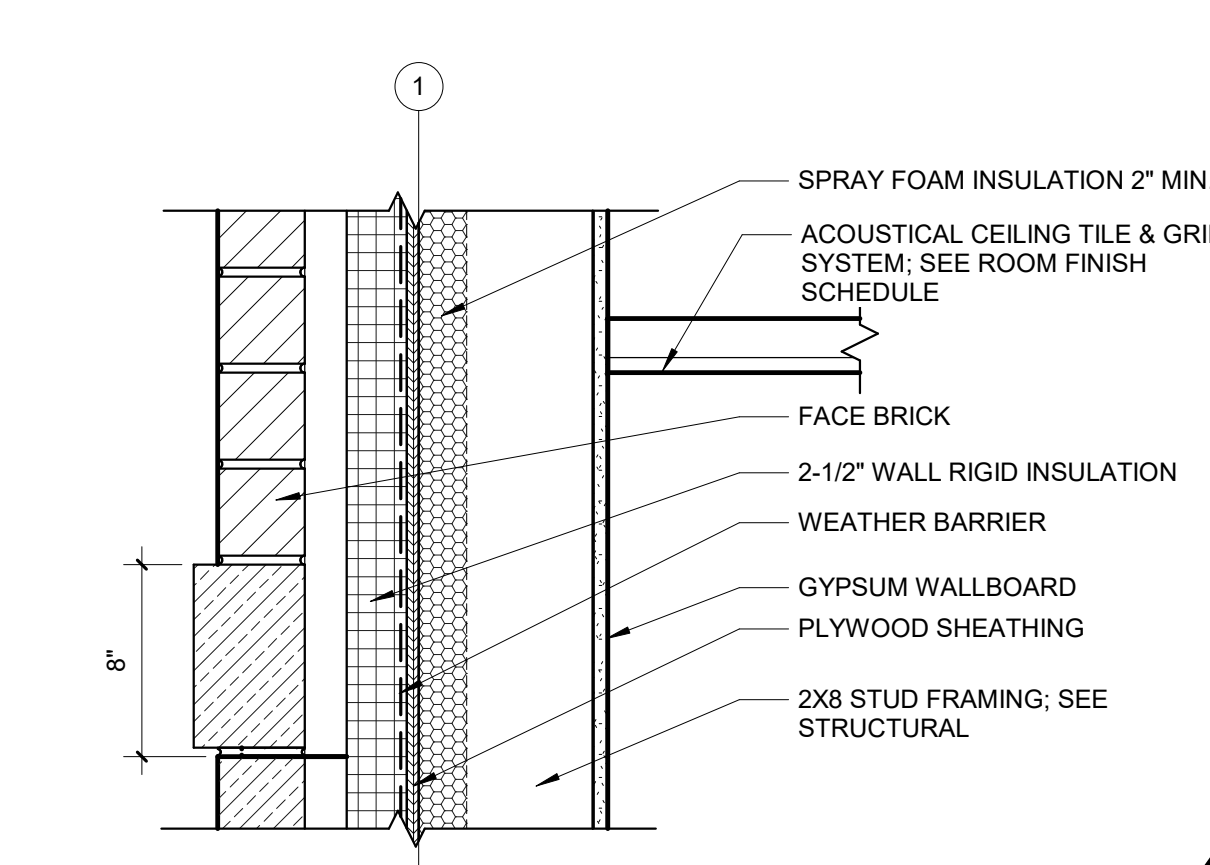 1
SPRAY FOAM INSULATION 2" MIN.
ACOUSTICAL CEILING TILE & GRI
SYSTEM; SEE ROOM FINISH
SCHEDULE
FACE BRICK
2-1/2" WALL RIGID INSULATION
WEATHER BARRIER
GYPSUM WALLBOARD
PLYWOOD SHEATHING
8"
2X8 STUD FRAMING; SEE
STRUCTURAL